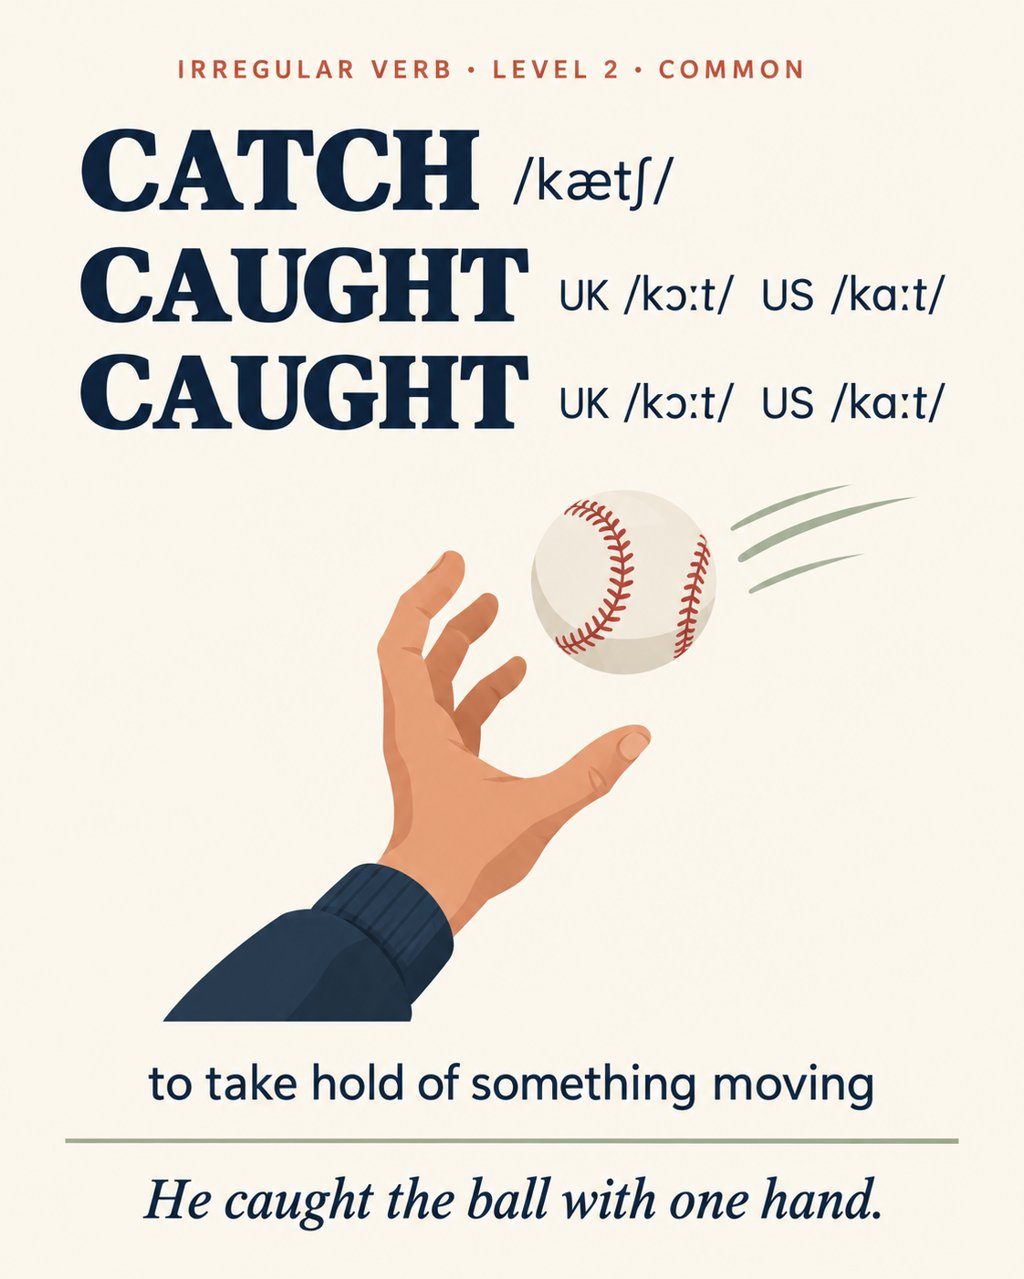 IRREGULAR VERB • LEVEL 2 • COMMON
CATCH /kætʃ/
CAUGHT UK /kɔːt/ US /kɑːt/
CAUGHT UK /kɔːt/ US /kɑːt/
to take hold of something moving
He caught the ball with one hand.